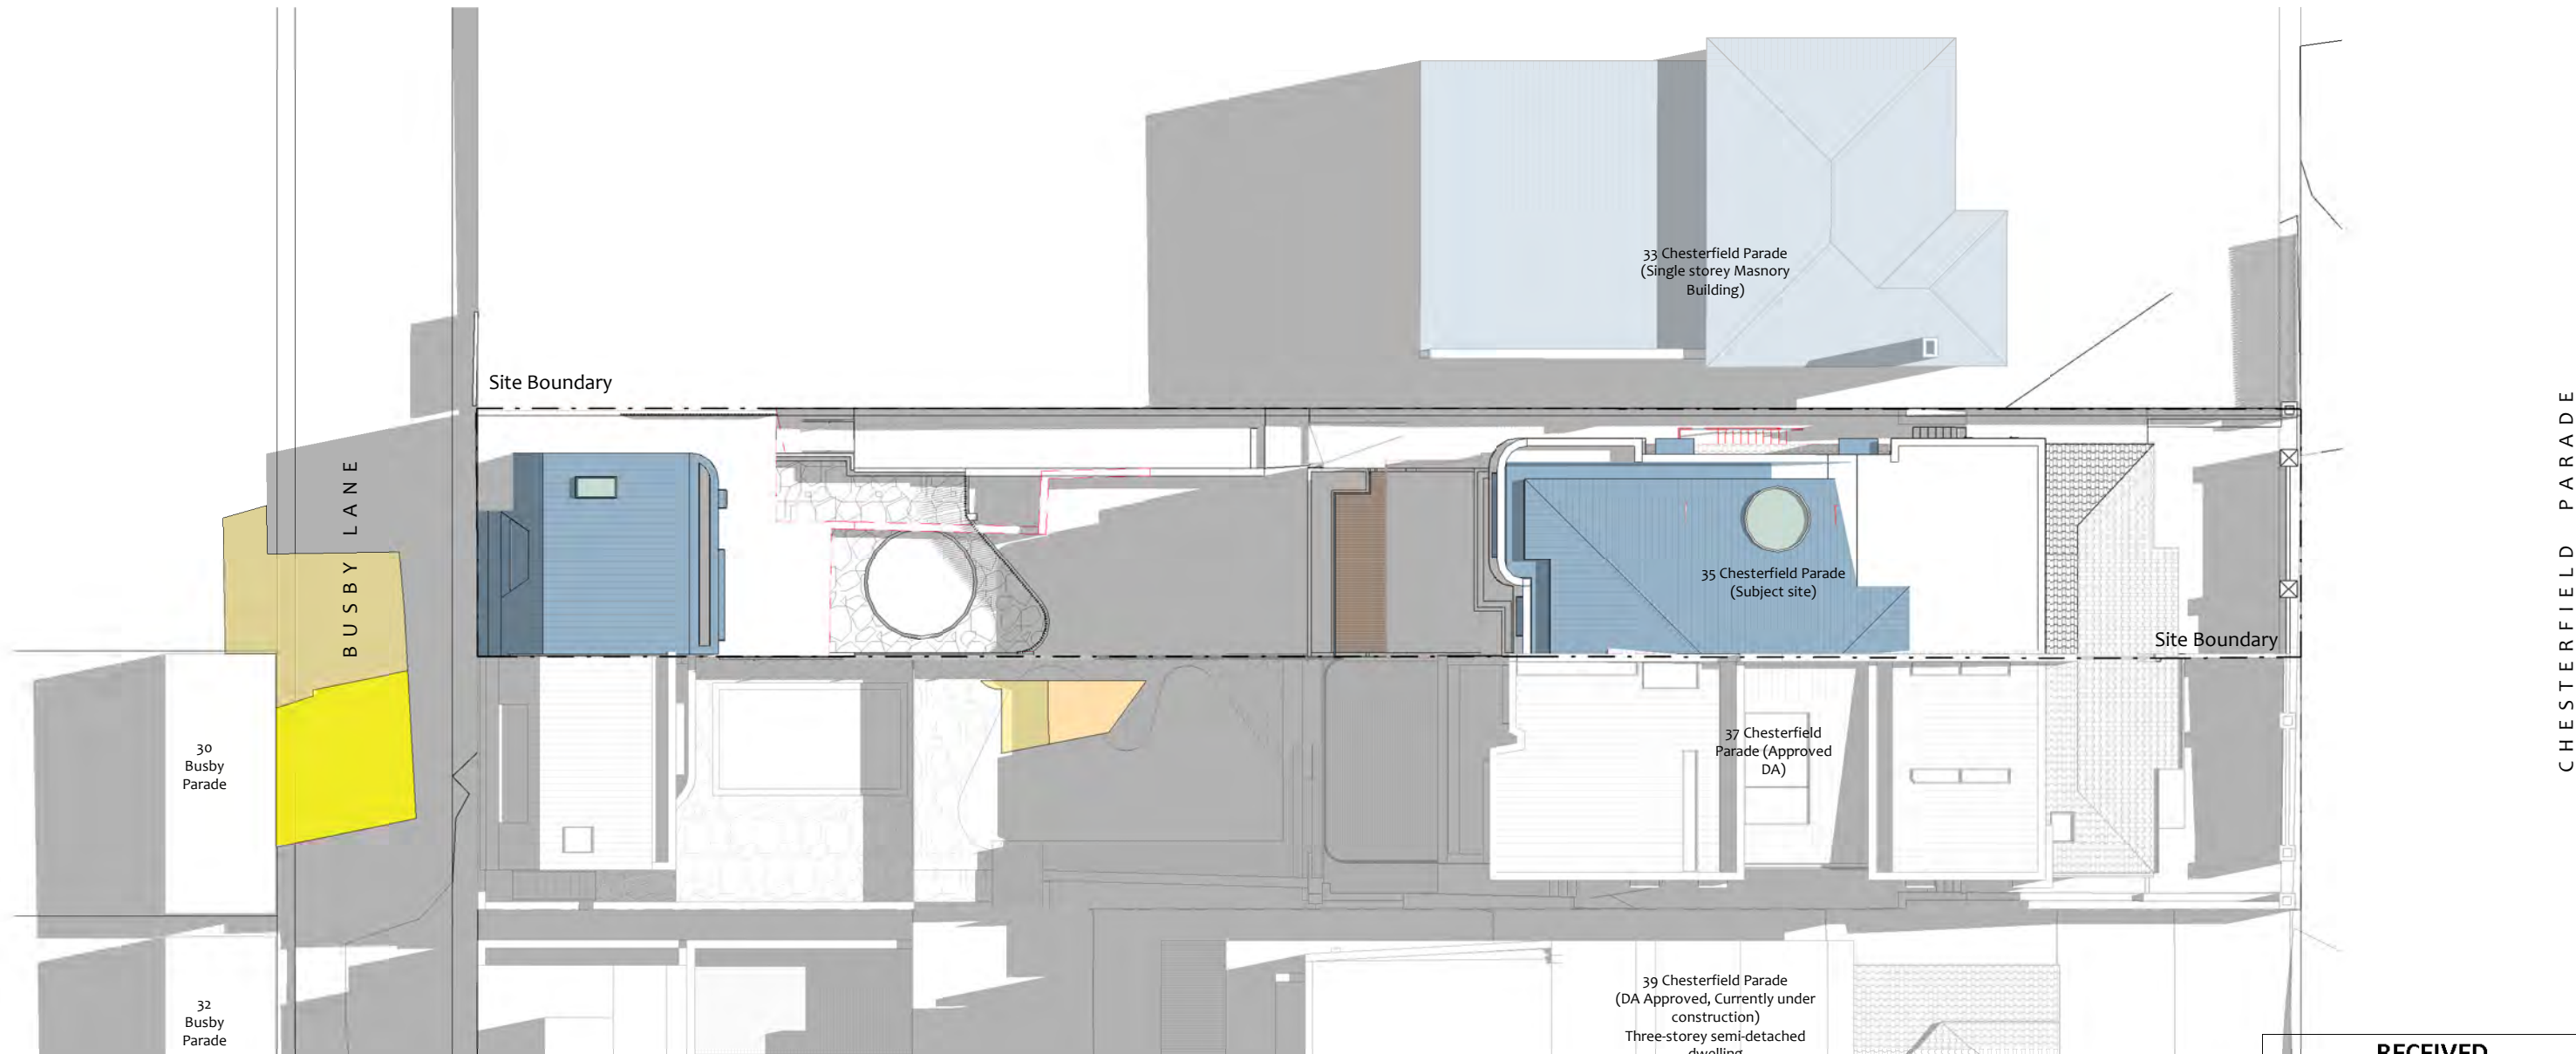 33 Chesterfield Parade
(Single storey Masnory
Building)
Site Boundary
BUSBY LANE
CHESTERFIELD PARADE
35 Chesterfield Parade
(Subject site)
Site Boundary
30
Busby
Parade
37 Chesterfield
Parade (Approved
DA)
39 Chesterfield Parade
(DA Approved, Currently under
construction)
Three-storey semi-detached
dwelling
32
Busby
Parade
RECEIVED